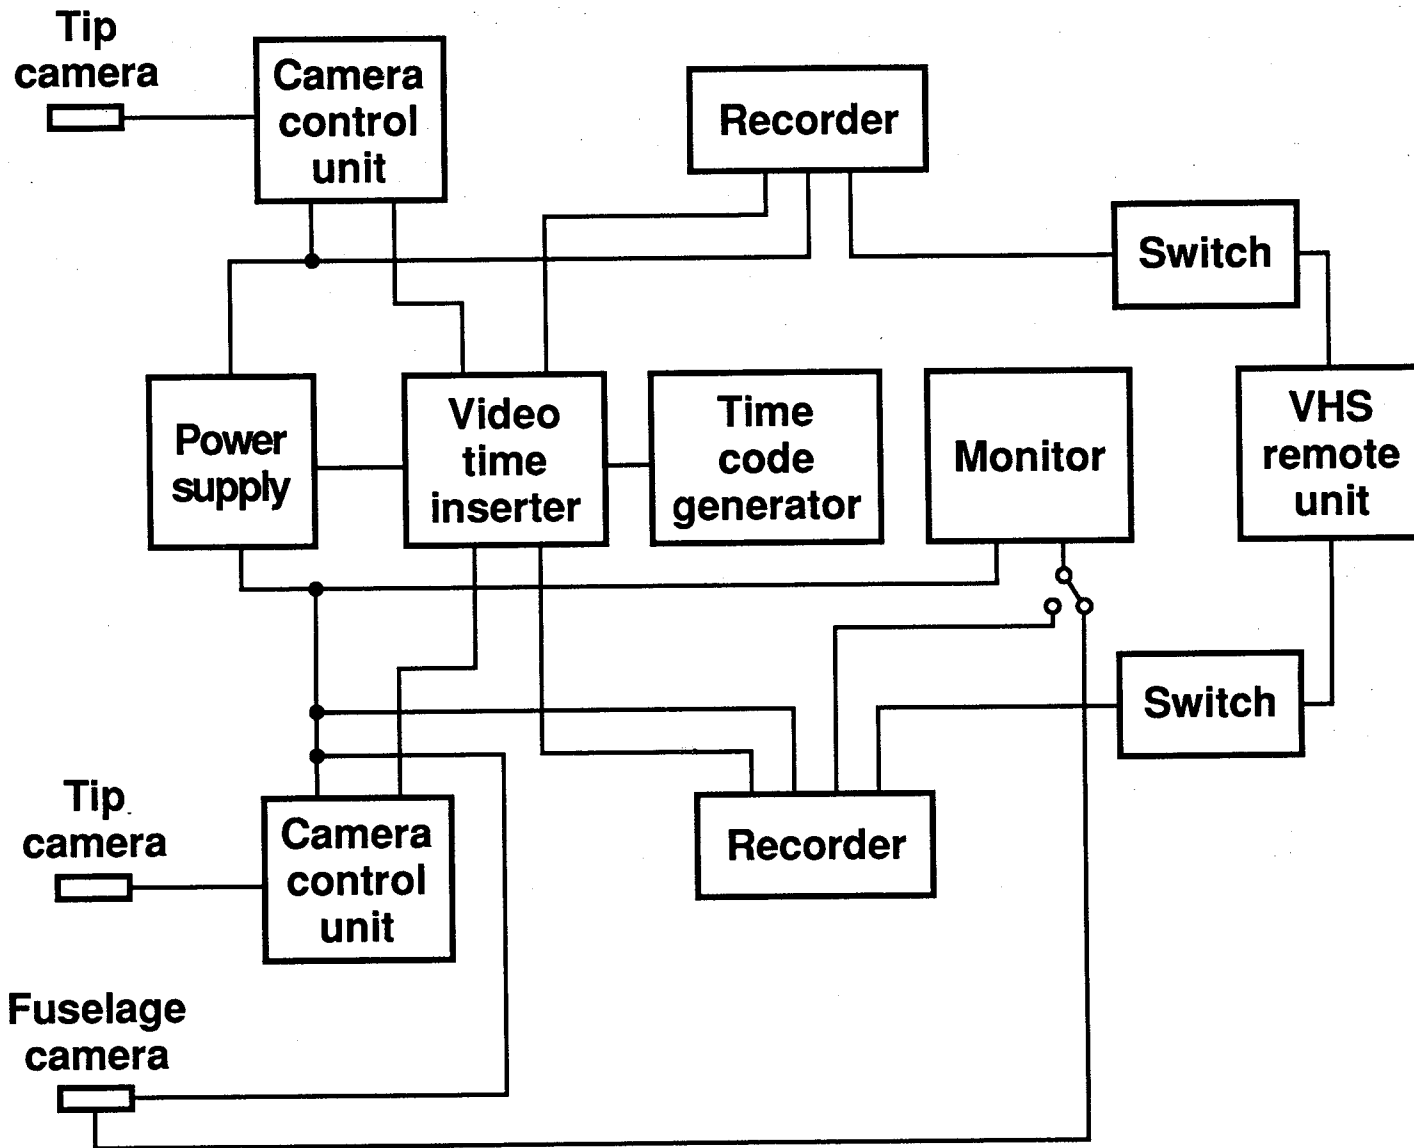 Tip
camera
Camera
control
unit
Recorder
Switch
Power
supply
Video
time
inserter
Time
code
generator
Monitor
VHS
remote
unit
Switch
Tip
camera
Camera
control
unit
Recorder
Fuselage
camera